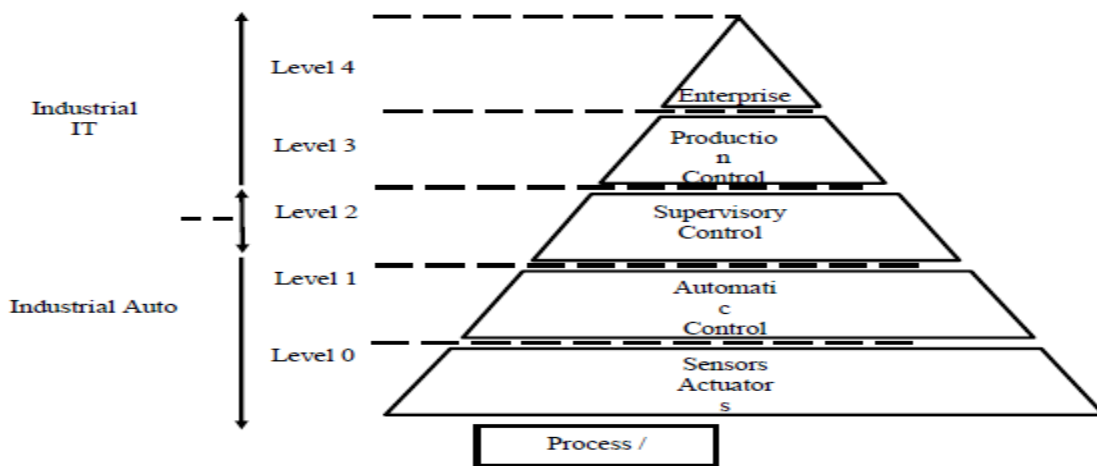 Industrial
IT
Industrial Auto
Level 4
Level 3
Level 2
Level 1
Level 0
Enterprise
Productio
n
Control
Supervisory
Control
Automati
c
Control
Sensors
Actuator
s
Process /